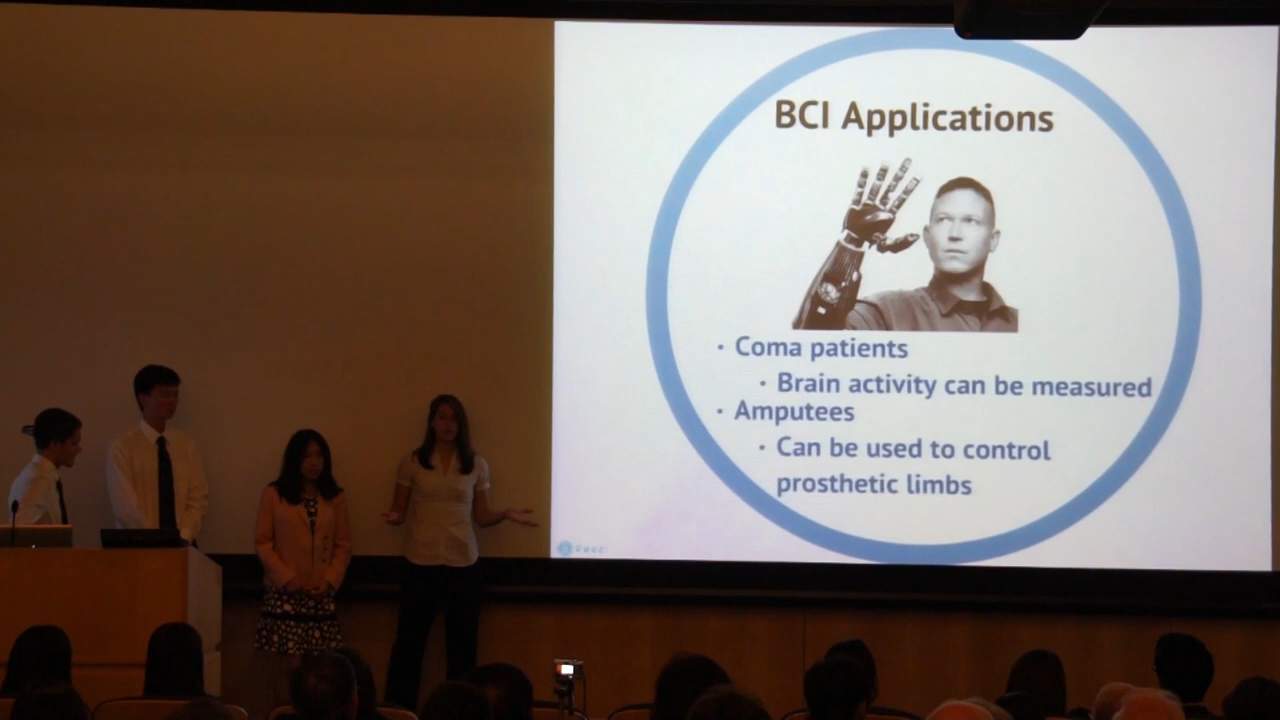 BCI Applications
· Coma patients
· Brain activity can be measured
· Amputees
· Can be used to control
prosthetic limbs